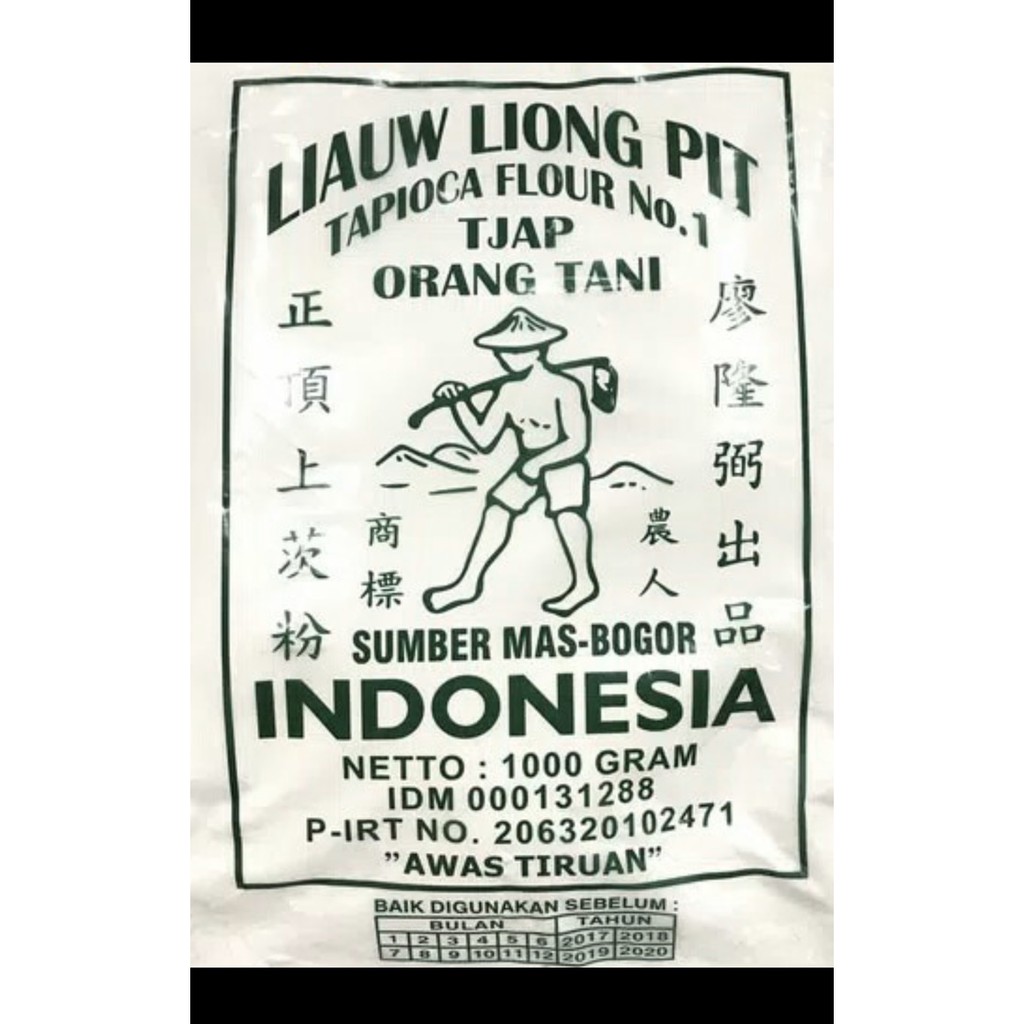 LIAUW LIONG PIT
TAPIOCA FLOUR No.1
TJAP
ORANG TANI
正頂上茨粉
廖隆弼出品
商標
農人
SUMBER MAS-BOGOR
INDONESIA
NETTO : 1000 GRAM
IDM 000131288
P-IRT NO. 206320102471
"AWAS TIRUAN"
BAIK DIGUNAKAN SEBELUM :
BULAN TAHUN
1 2 3 4 5 6 2017 2018
7 8 9 10 11 12 2019 2020